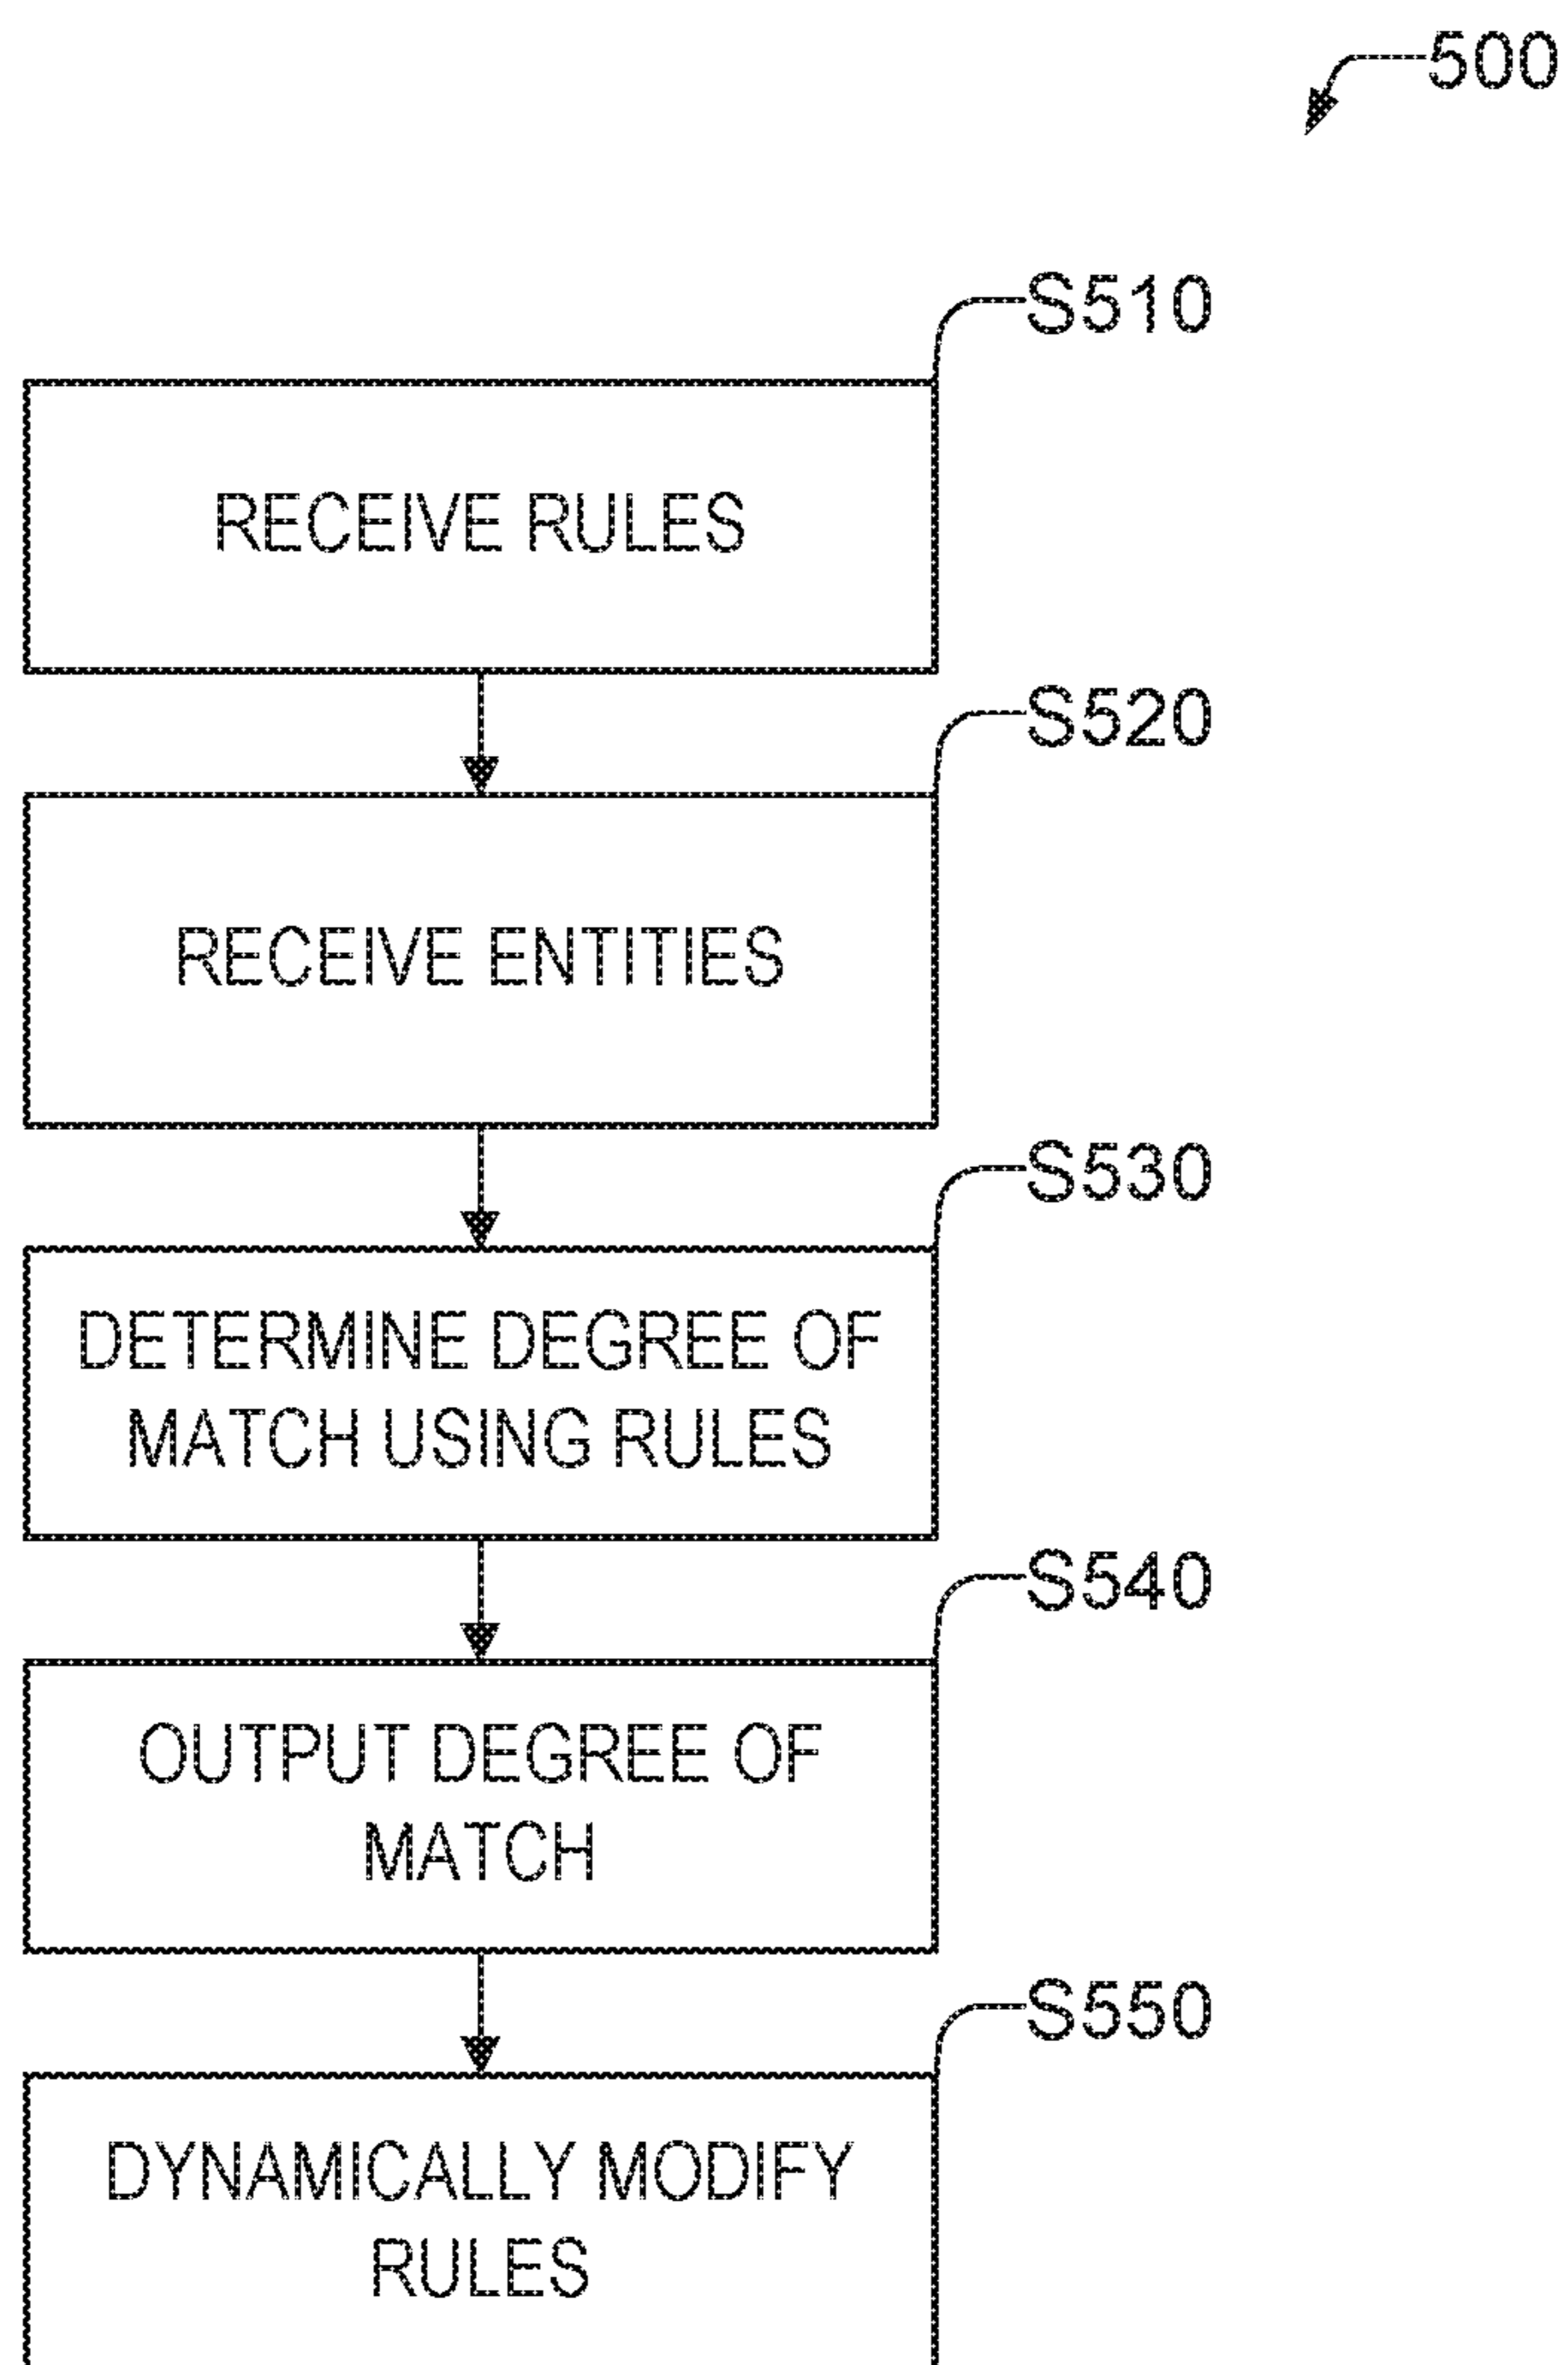 500
S510
RECEIVE RULES
S520
RECEIVE ENTITIES
S530
DETERMINE DEGREE OF
MATCH USING RULES
S540
OUTPUT DEGREE OF
MATCH
S550
DYNAMICALLY MODIFY
RULES